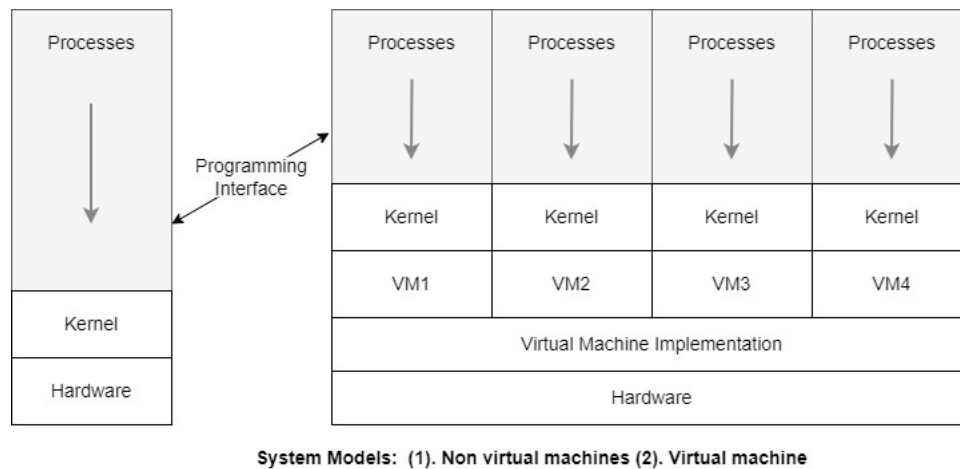 Processes
Kernel
Hardware
Programming
Interface
Processes
Processes
Processes
Processes
Kernel
Kernel
Kernel
Kernel
VM1
VM2
VM3
VM4
Virtual Machine Implementation
Hardware
System Models: (1). Non virtual machines (2). Virtual machine